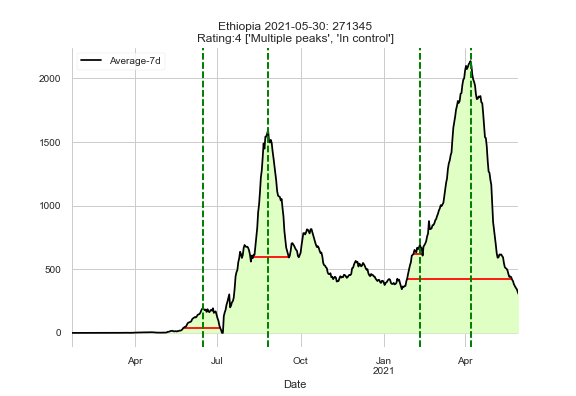 Ethiopia 2021-05-30: 271345
Rating:4 ['Multiple peaks', 'In control']
Average-7d
2000
1500
1000
500
0
Apr Jul Oct Jan Apr
2021
Date